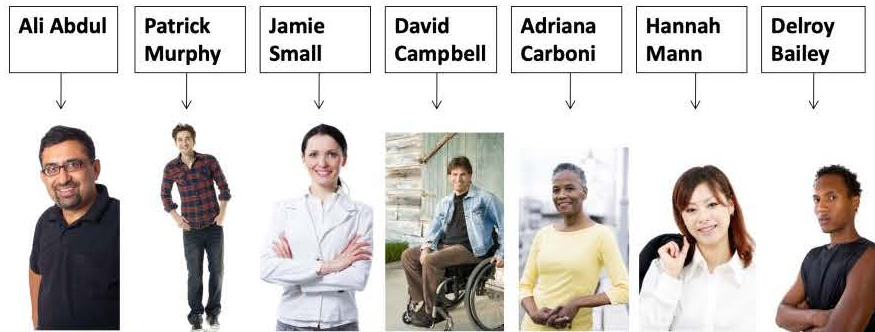 Ali Abdul
Patrick
Murphy
Jamie
Small
David
Campbell
Adriana
Carboni
Hannah
Mann
Delroy
Bailey